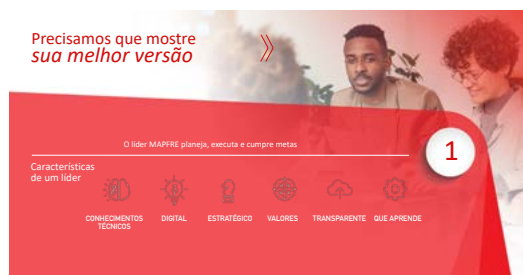 Precisamos que mostre
sua melhor versão
O líder MAPFRE planeja, executa e cumpre metas
1
Características
de um líder
CONHECIMENTOS
TÉCNICOS
DIGITAL
ESTRATÉGICO
VALORES
TRANSPARENTE
QUE APRENDE